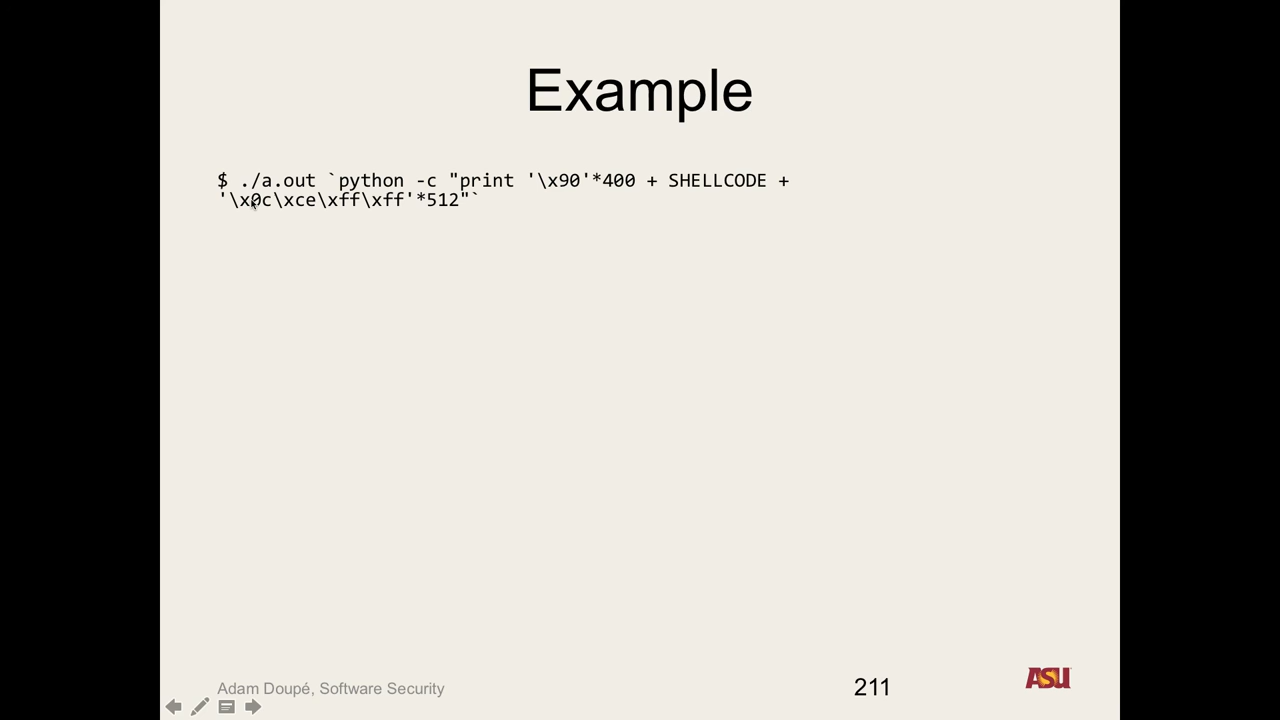 Example
$ ./a.out `python -c "print '\x90'*400 + SHELLCODE +
'\x0c\xce\xff\xff'*512"`
Adam Doupé, Software Security
211
ASU